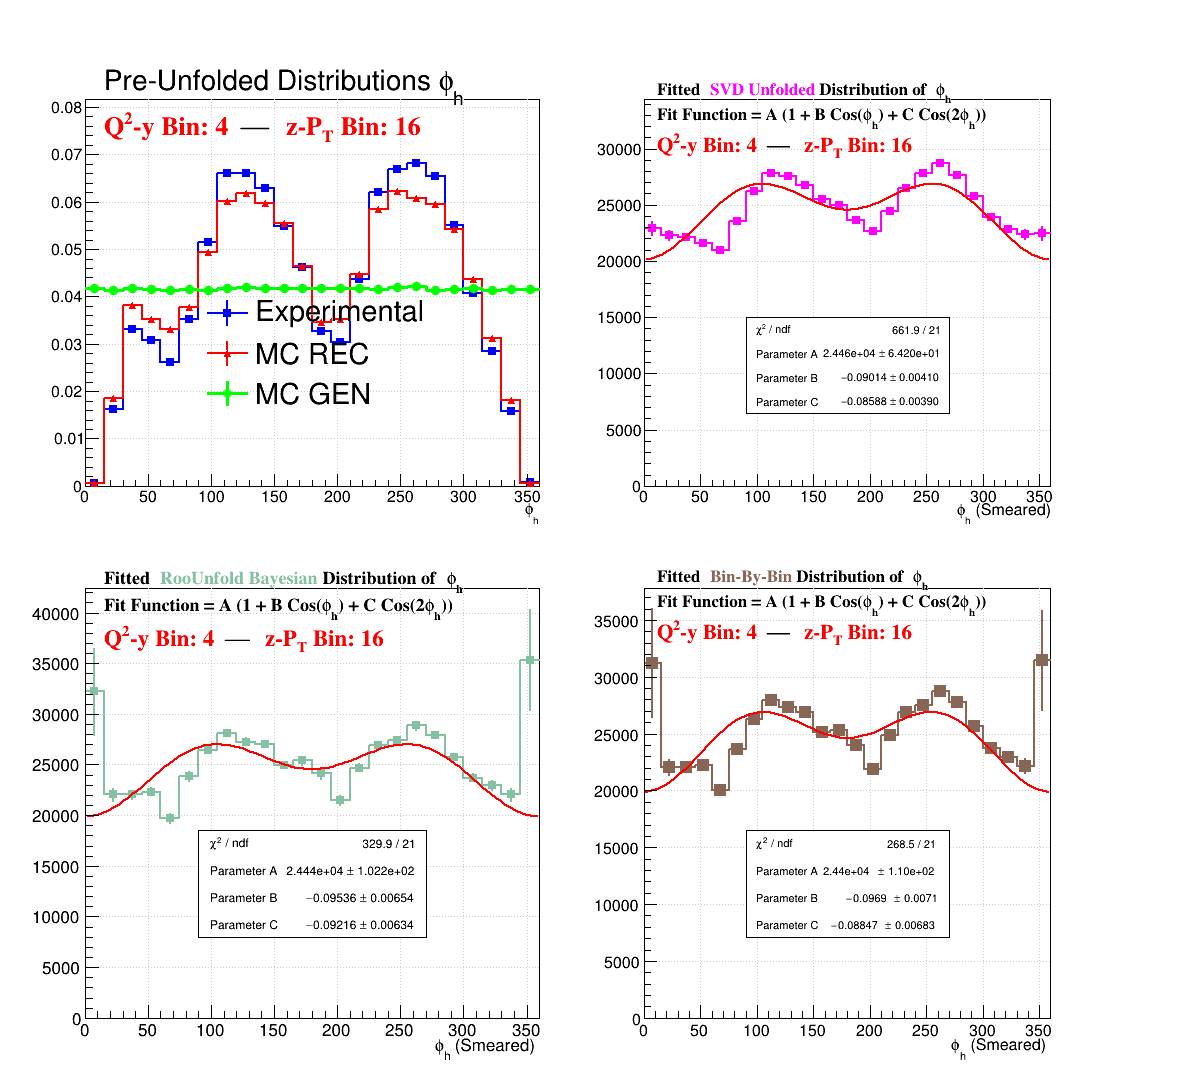 Pre-Unfolded Distributions ϕh
Q²-y Bin: 4 — z-PT Bin: 16
0.08
0.07
0.06
0.05
0.04
0.03
0.02
0.01
0
Experimental
MC REC
MC GEN
0 50 100 150 200 250 300 350
ϕh
Fitted SVD Unfolded Distribution of ϕh
Fit Function = A (1 + B Cos(ϕh) + C Cos(2ϕh))
Q²-y Bin: 4 — z-PT Bin: 16
30000
25000
20000
15000
10000
5000
0
χ² / ndf 661.9 / 21
Parameter A 2.446e+04 ± 6.420e+01
Parameter B −0.09014 ± 0.00410
Parameter C −0.08588 ± 0.00390
0 50 100 150 200 250 300 350
ϕh (Smeared)
Fitted RooUnfold Bayesian Distribution of ϕh
Fit Function = A (1 + B Cos(ϕh) + C Cos(2ϕh))
Q²-y Bin: 4 — z-PT Bin: 16
40000
35000
30000
25000
20000
15000
10000
5000
0
χ² / ndf 329.9 / 21
Parameter A 2.444e+04 ± 1.022e+02
Parameter B −0.09536 ± 0.00654
Parameter C −0.09216 ± 0.00634
0 50 100 150 200 250 300 350
ϕh (Smeared)
Fitted Bin-By-Bin Distribution of ϕh
Fit Function = A (1 + B Cos(ϕh) + C Cos(2ϕh))
Q²-y Bin: 4 — z-PT Bin: 16
35000
30000
25000
20000
15000
10000
5000
0
χ² / ndf 268.5 / 21
Parameter A 2.44e+04 ± 1.10e+02
Parameter B −0.0969 ± 0.0071
Parameter C −0.08847 ± 0.00683
0 50 100 150 200 250 300 350
ϕh (Smeared)